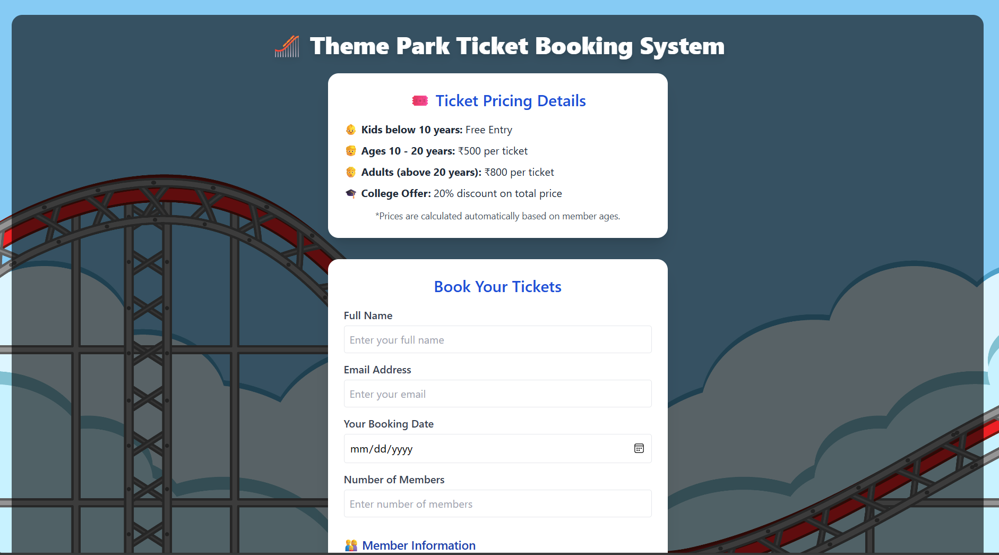 Theme Park Ticket Booking System
Ticket Pricing Details
Kids below 10 years: Free Entry
Ages 10 - 20 years: ₹500 per ticket
Adults (above 20 years): ₹800 per ticket
College Offer: 20% discount on total price
*Prices are calculated automatically based on member ages.
Book Your Tickets
Full Name
Enter your full name
Email Address
Enter your email
Your Booking Date
mm/dd/yyyy
Number of Members
Enter number of members
Member Information